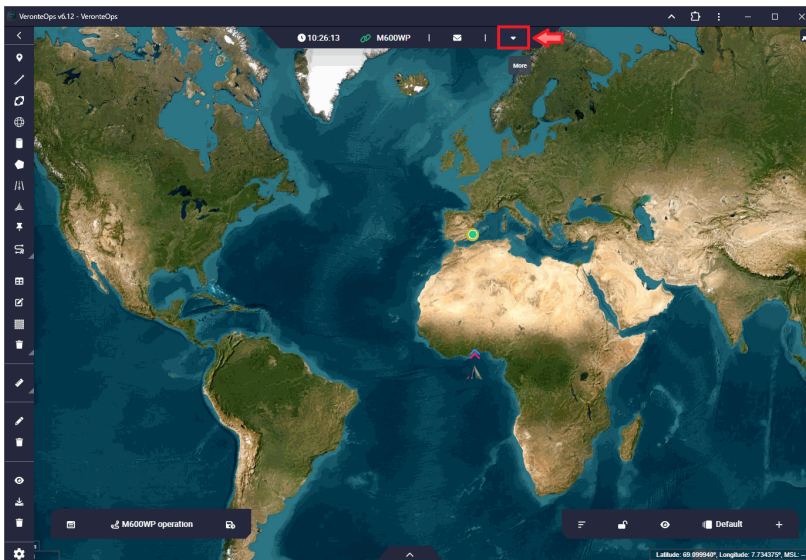 VeronteOps v6.12 - VeronteOps
10:26:13 M600WP
More
M600WP operation
Default
Latitude: 69.099940°, Longitude: 7.734375°, MSL: